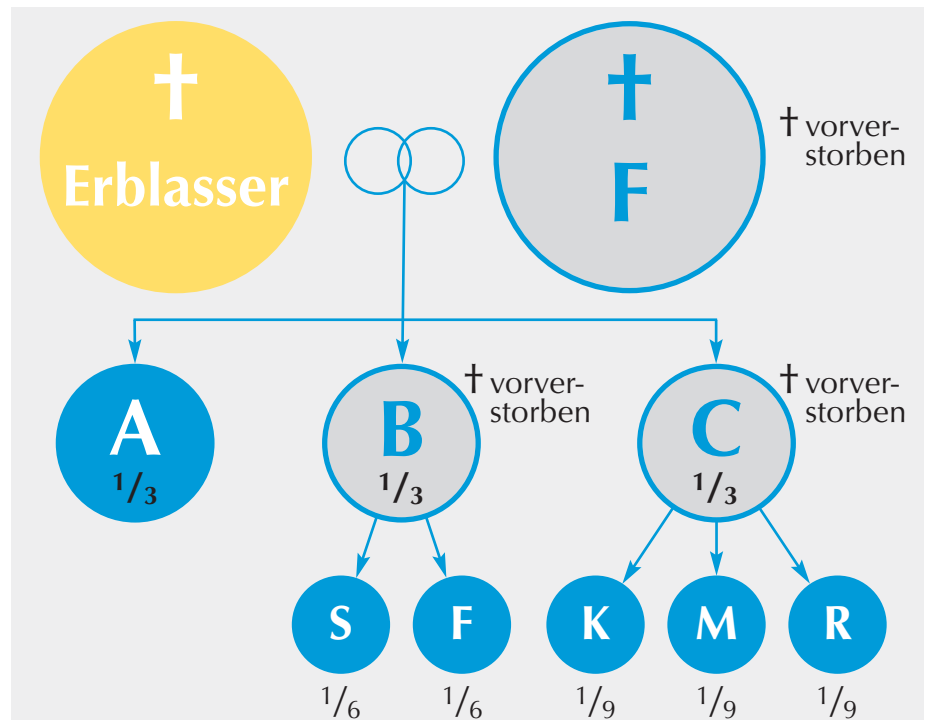 †
Erblasser
†
F
† vorver-
storben
A
1/3
B
1/3
† vorver-
storben
C
1/3
† vorver-
storben
S
F
K
M
R
1/6
1/6
1/9
1/9
1/9